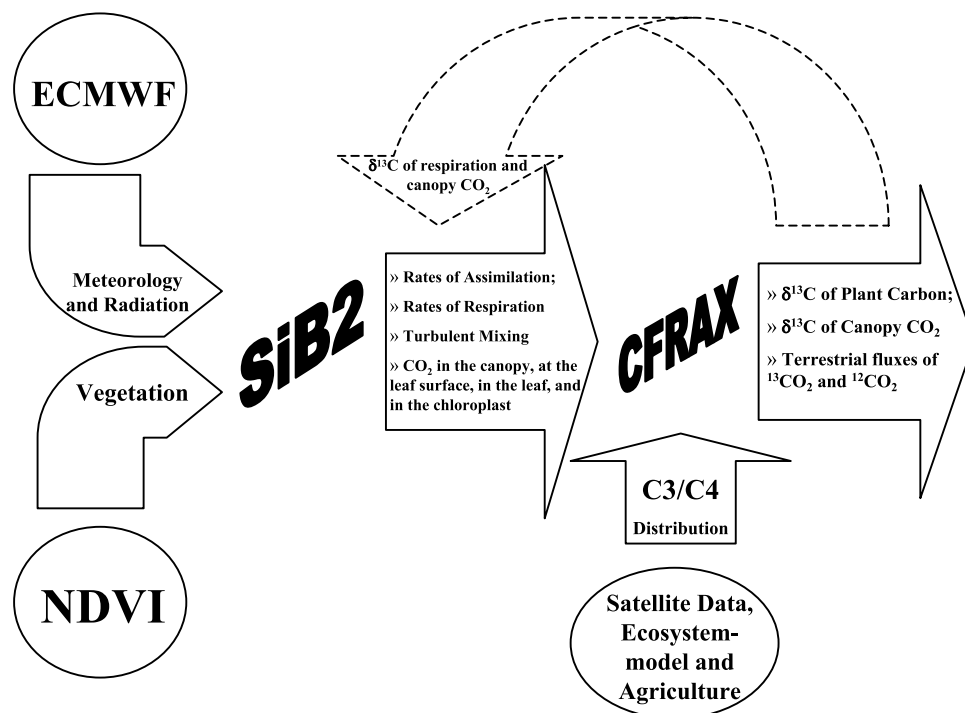 ECMWF
Meteorology
and Radiation
Vegetation
NDVI
SiB2
δ¹³C of respiration and
canopy CO₂
» Rates of Assimilation;
» Rates of Respiration
» Turbulent Mixing
» CO₂ in the canopy, at the
leaf surface, in the leaf, and
in the chloroplast
CFRAX
C3/C4
Distribution
Satellite Data,
Ecosystem-
model and
Agriculture
» δ¹³C of Plant Carbon;
» δ¹³C of Canopy CO₂
» Terrestrial fluxes of
¹³CO₂ and ¹²CO₂